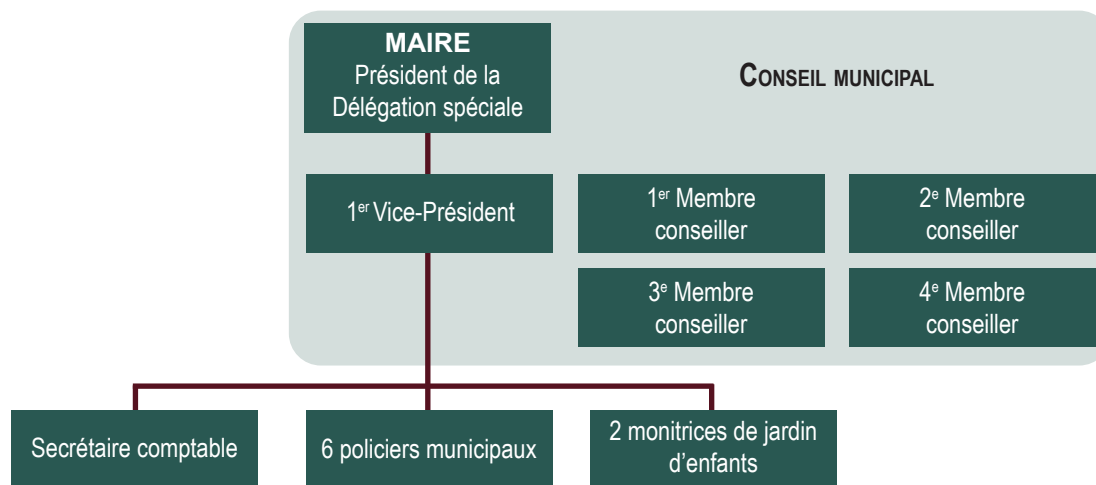 MAIRE
Président de la
Délégation spéciale
CONSEIL MUNICIPAL
1er Vice-Président
1er Membre
conseiller
2e Membre
conseiller
3e Membre
conseiller
4e Membre
conseiller
Secrétaire comptable
6 policiers municipaux
2 monitrices de jardin
d’enfants